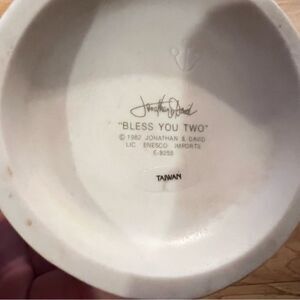 Jonathan & David
"BLESS YOU TWO"
© 1982 JONATHAN & DAVID
LIC. ENESCO IMPORTS
E-9255
TAIWAN